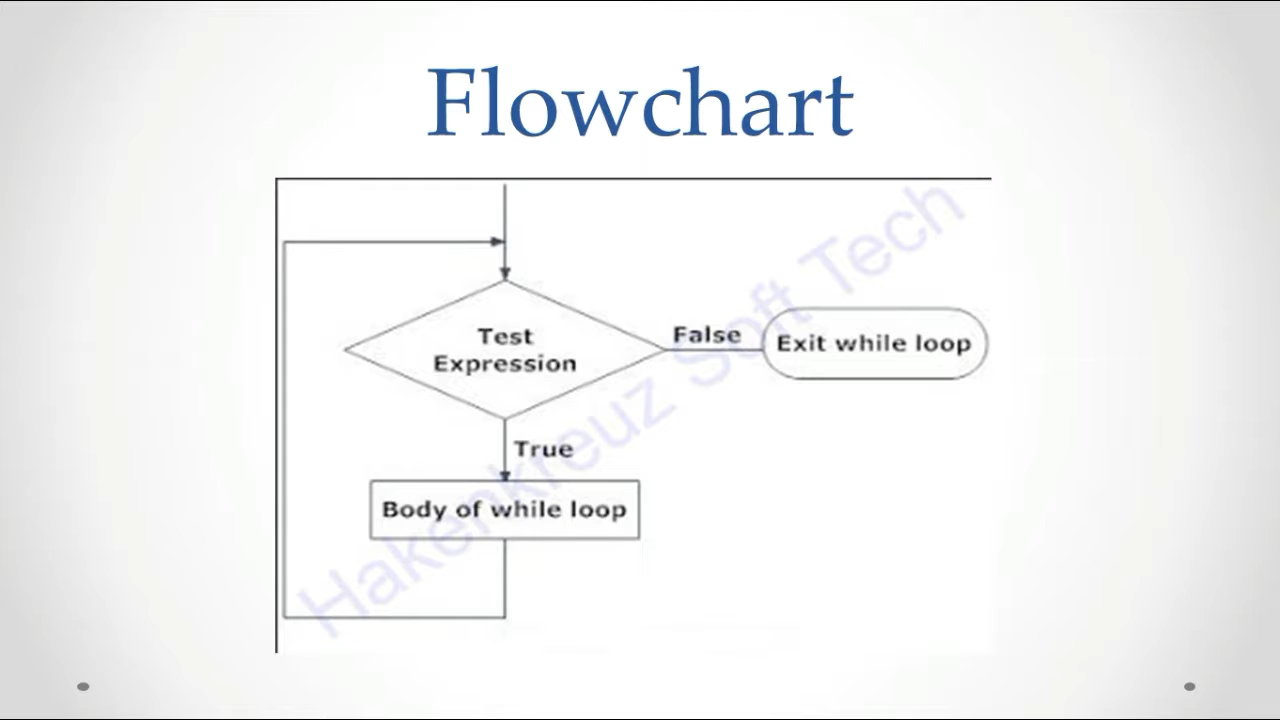 Flowchart
Test
Expression
False
Exit while loop
True
Body of while loop
Hakenkreuz Soft Tech